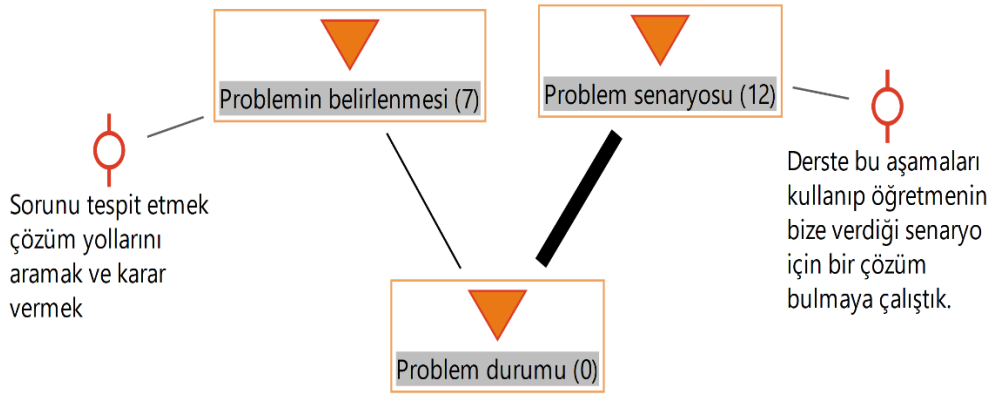 Problemin belirlenmesi (7)
Problem senaryosu (12)
Sorunu tespit etmek
çözüm yollarını
aramak ve karar
vermek
Derste bu aşamaları
kullanıp öğretmenin
bize verdiği senaryo
için bir çözüm
bulmaya çalıştık.
Problem durumu (0)